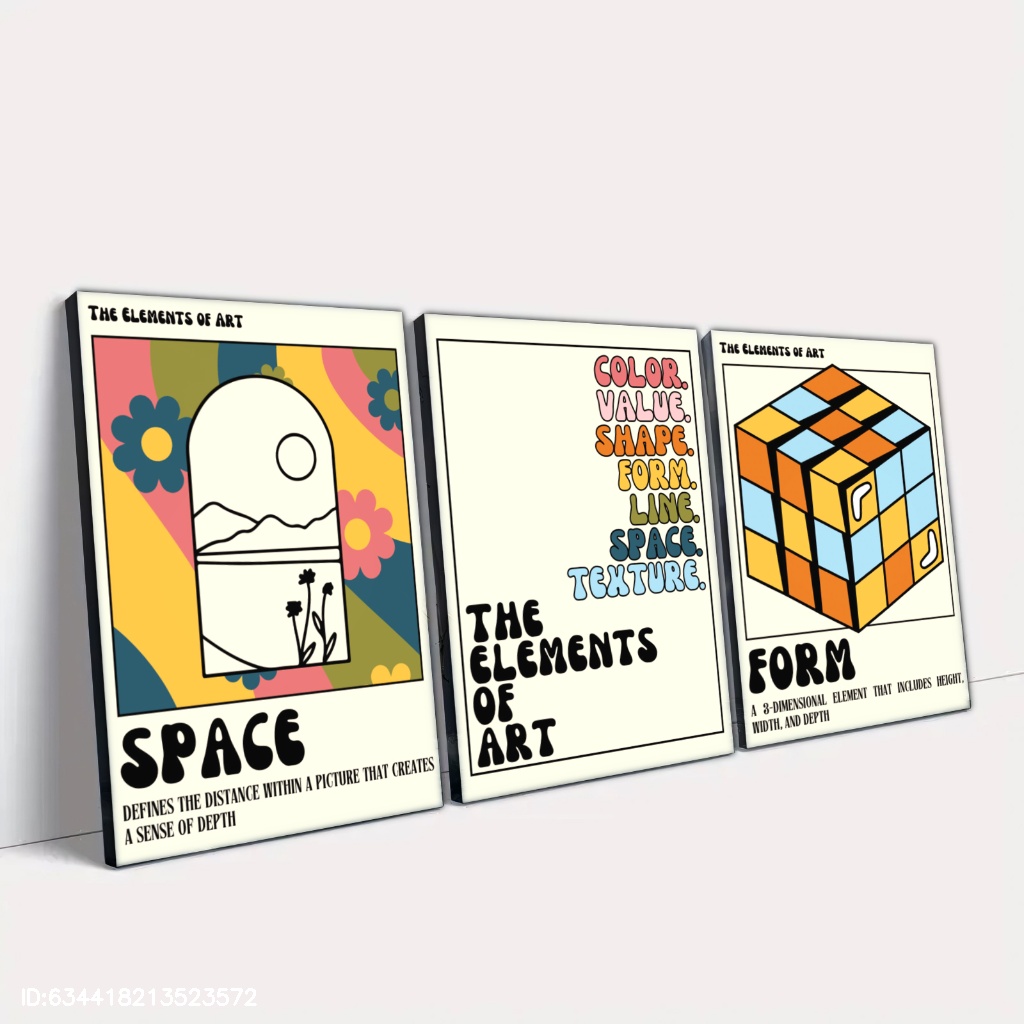 THE ELEMENTS OF ART
SPACE
DEFINES THE DISTANCE WITHIN A PICTURE THAT CREATES
A SENSE OF DEPTH
COLOR.
VALUE.
SHAPE.
FORM.
LINE.
SPACE.
TEXTURE.
THE
ELEMENTS
OF
ART
THE ELEMENTS OF ART
FORM
A 3-DIMENSIONAL ELEMENT THAT INCLUDES HEIGHT,
WIDTH, AND DEPTH
ID:634418213523572